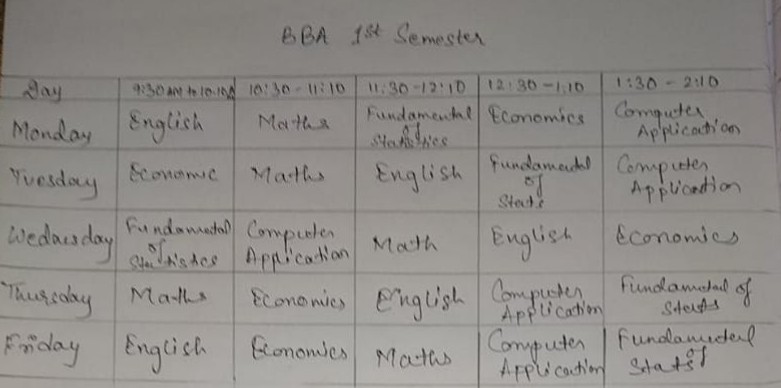 BBA 1st Semester
Day 9:30 AM to 10:10 10:30 - 11:10 11:30 - 12:10 12:30 - 1:10 1:30 - 2:10
Monday English Maths Fundamental of Statistics Economics Computer Application
Tuesday Economic Maths English Fundamental of Stats Computer Application
Wednesday Fundamental of Statistics Computer Application Math English Economics
Thursday Maths Economics English Computer Application Fundamental of Stats
Friday English Economics Maths Computer Application Fundamental of Stats